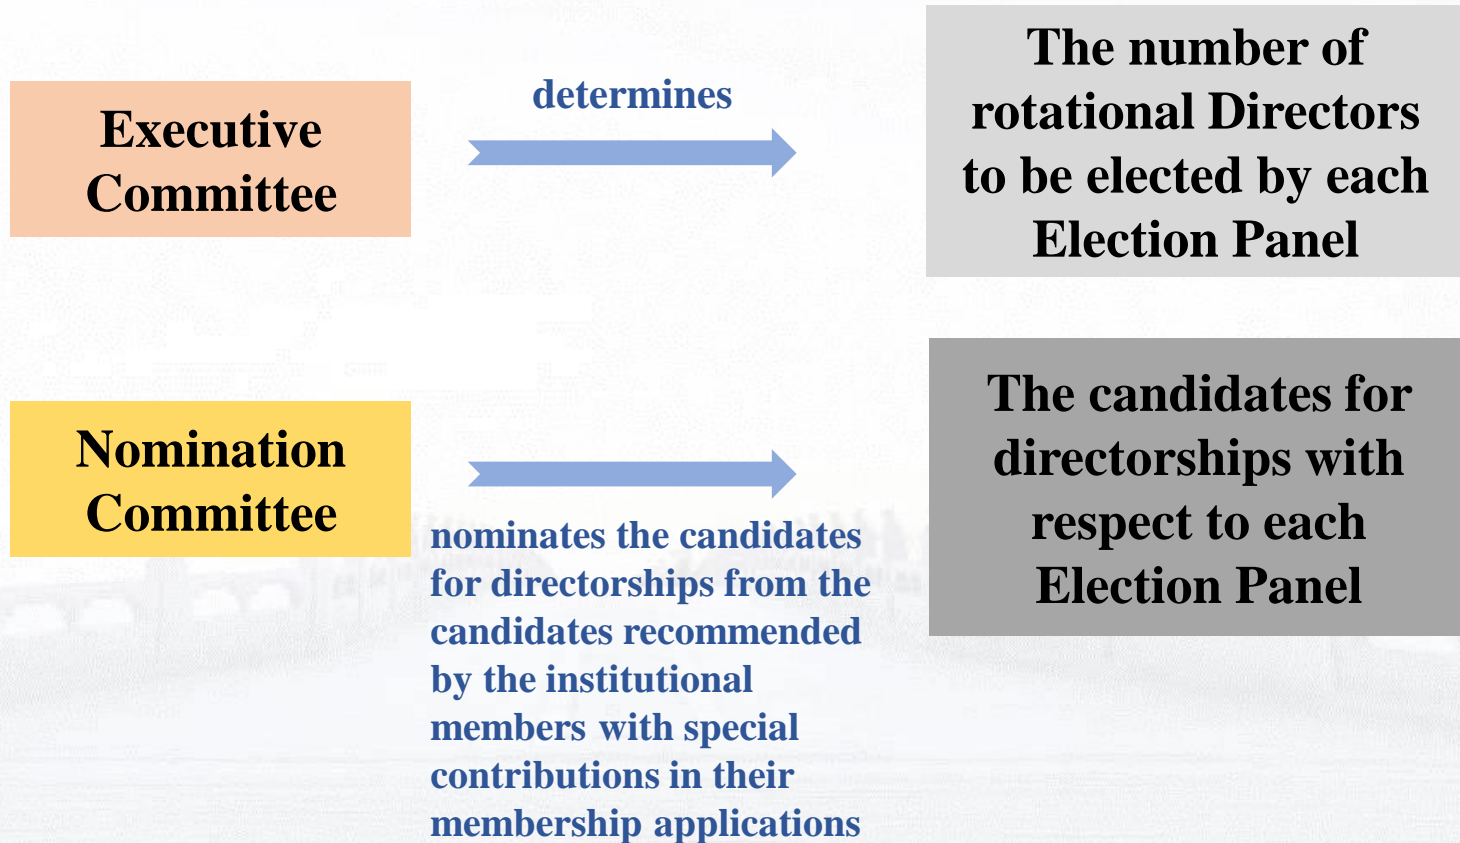 Executive
Committee
determines
The number of
rotational Directors
to be elected by each
Election Panel
Nomination
Committee
nominates the candidates
for directorships from the
candidates recommended
by the institutional
members with special
contributions in their
membership applications
The candidates for
directorships with
respect to each
Election Panel